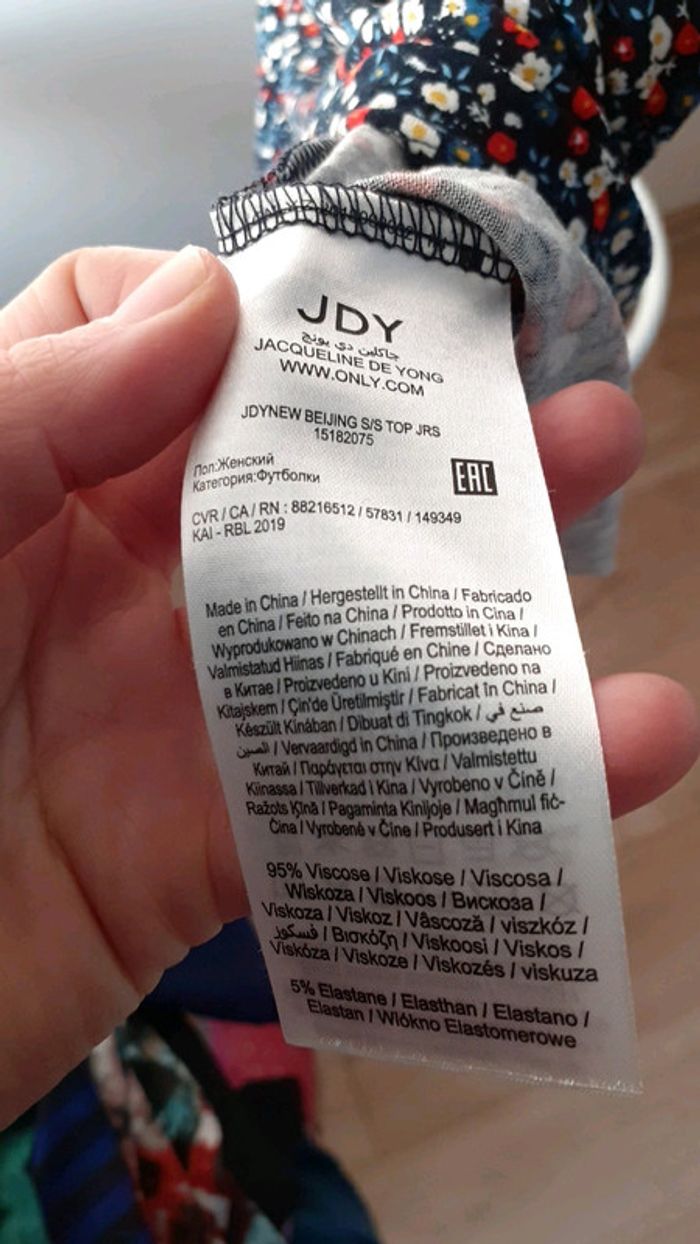 JDY
جاكلين دي يونج
JACQUELINE DE YONG
WWW.ONLY.COM
JDYNEW BEIJING S/S TOP JRS
15182075
Пол:Женский
Категория:Футболки
EAC
CVR / CA / RN : 88216512 / 57831 / 149349
KAI - RBL 2019
Made in China / Hergestellt in China / Fabricado
en China / Feito na China / Prodotto in Cina /
Wyprodukowano w Chinach / Fremstillet i Kina /
Valmistatud Hiinas / Fabriqué en Chine / Сделано
в Китае / Proizvedeno u Kini / Proizvedeno na
Kitajskem / Çin'de Üretilmiştir / Fabricat în China /
Készült Kínában / Dibuat di Tingkok / صنع في
الصين / Vervaardigd in China / Произведено в
Китай / Παράγεται στην Κίνα / Valmistettu
Kiinassa / Tillverkad i Kina / Vyrobeno v Číně /
Ražots Ķīnā / Pagaminta Kinijoje / Magħmul fiċ-
Ċina / Vyrobené v Číne / Produsert i Kina
95% Viscose / Viskose / Viscosa /
Wiskoza / Viskoos / Вискоза /
Viskoza / Viskoz / Vâscoză / viszkóz /
فسكوز / Βισκόζη / Viskoosi / Viskos /
Viskóza / Viskoze / Viskozės / viskuza
5% Elastane / Elasthan / Elastano /
Elastan / Włókno Elastomerowe